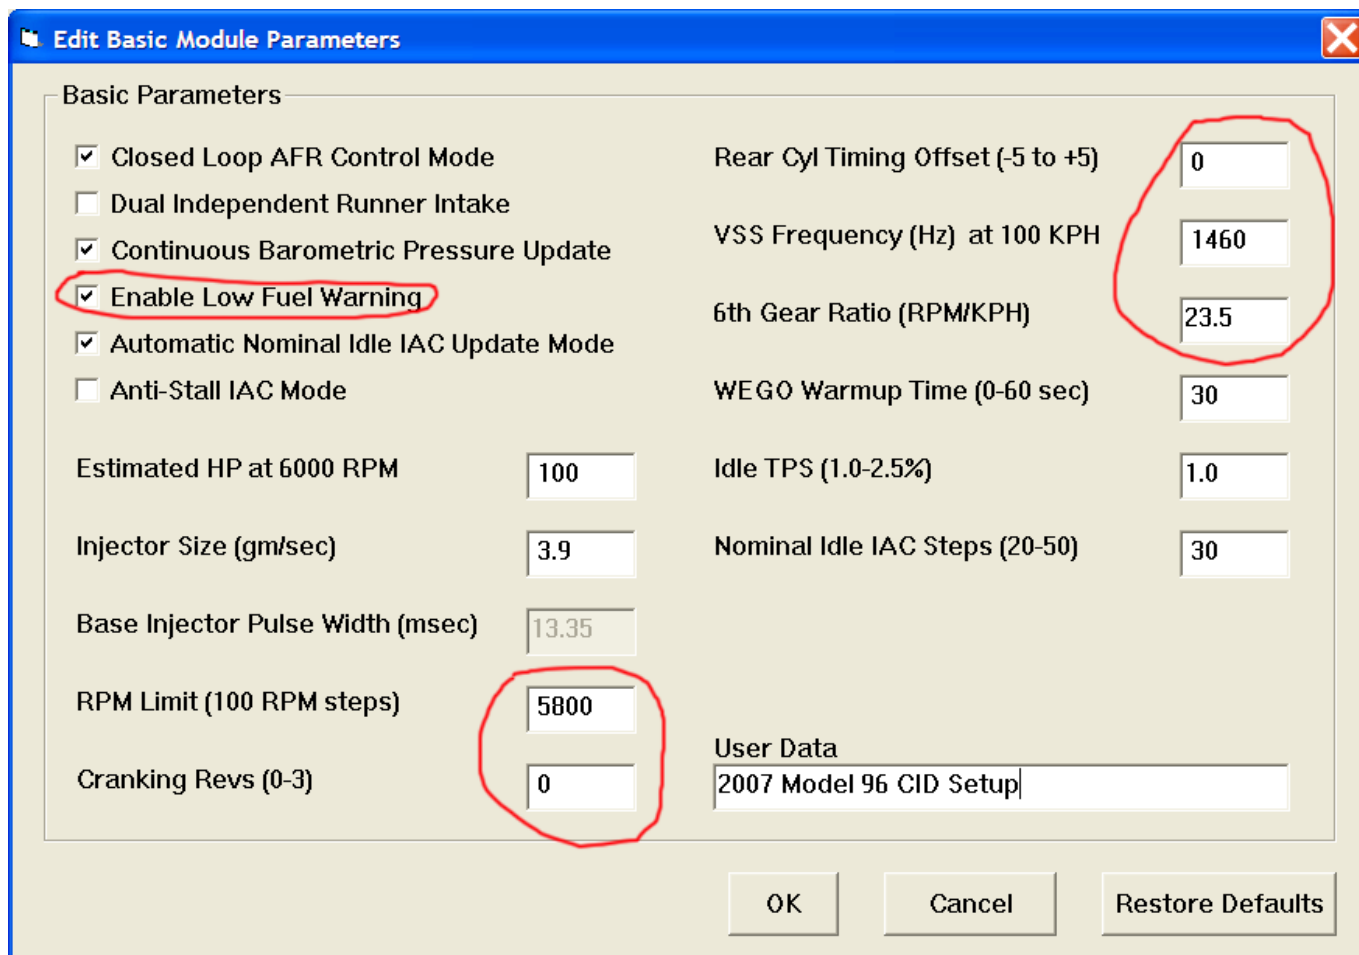 Edit Basic Module Parameters
Basic Parameters
Closed Loop AFR Control Mode
Dual Independent Runner Intake
Continuous Barometric Pressure Update
Enable Low Fuel Warning
Automatic Nominal Idle IAC Update Mode
Anti-Stall IAC Mode
Estimated HP at 6000 RPM 100
Injector Size (gm/sec) 3.9
Base Injector Pulse Width (msec) 13.35
RPM Limit (100 RPM steps) 5800
Cranking Revs (0-3) 0
Rear Cyl Timing Offset (-5 to +5) 0
VSS Frequency (Hz) at 100 KPH 1460
6th Gear Ratio (RPM/KPH) 23.5
WEGO Warmup Time (0-60 sec) 30
Idle TPS (1.0-2.5%) 1.0
Nominal Idle IAC Steps (20-50) 30
User Data
2007 Model 96 CID Setup
OK Cancel Restore Defaults